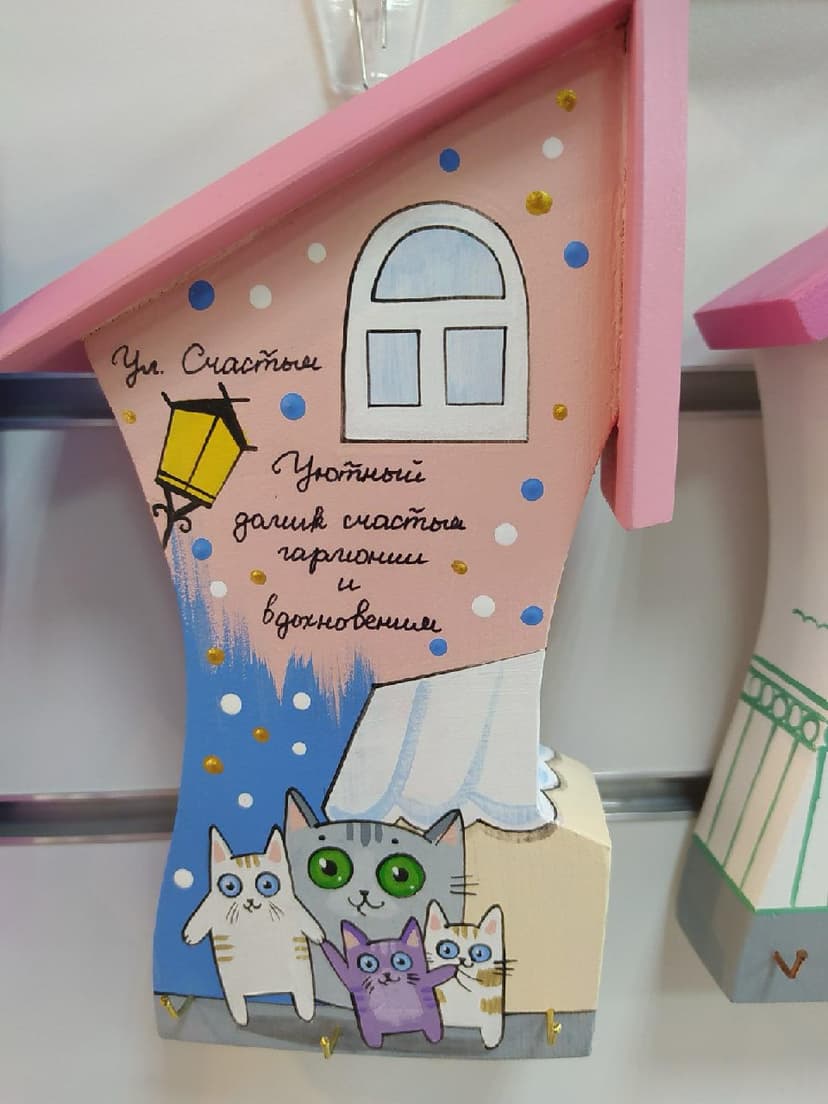 Ул. Счастья
Уютный
домик счастья
гармонии
и
вдохновения